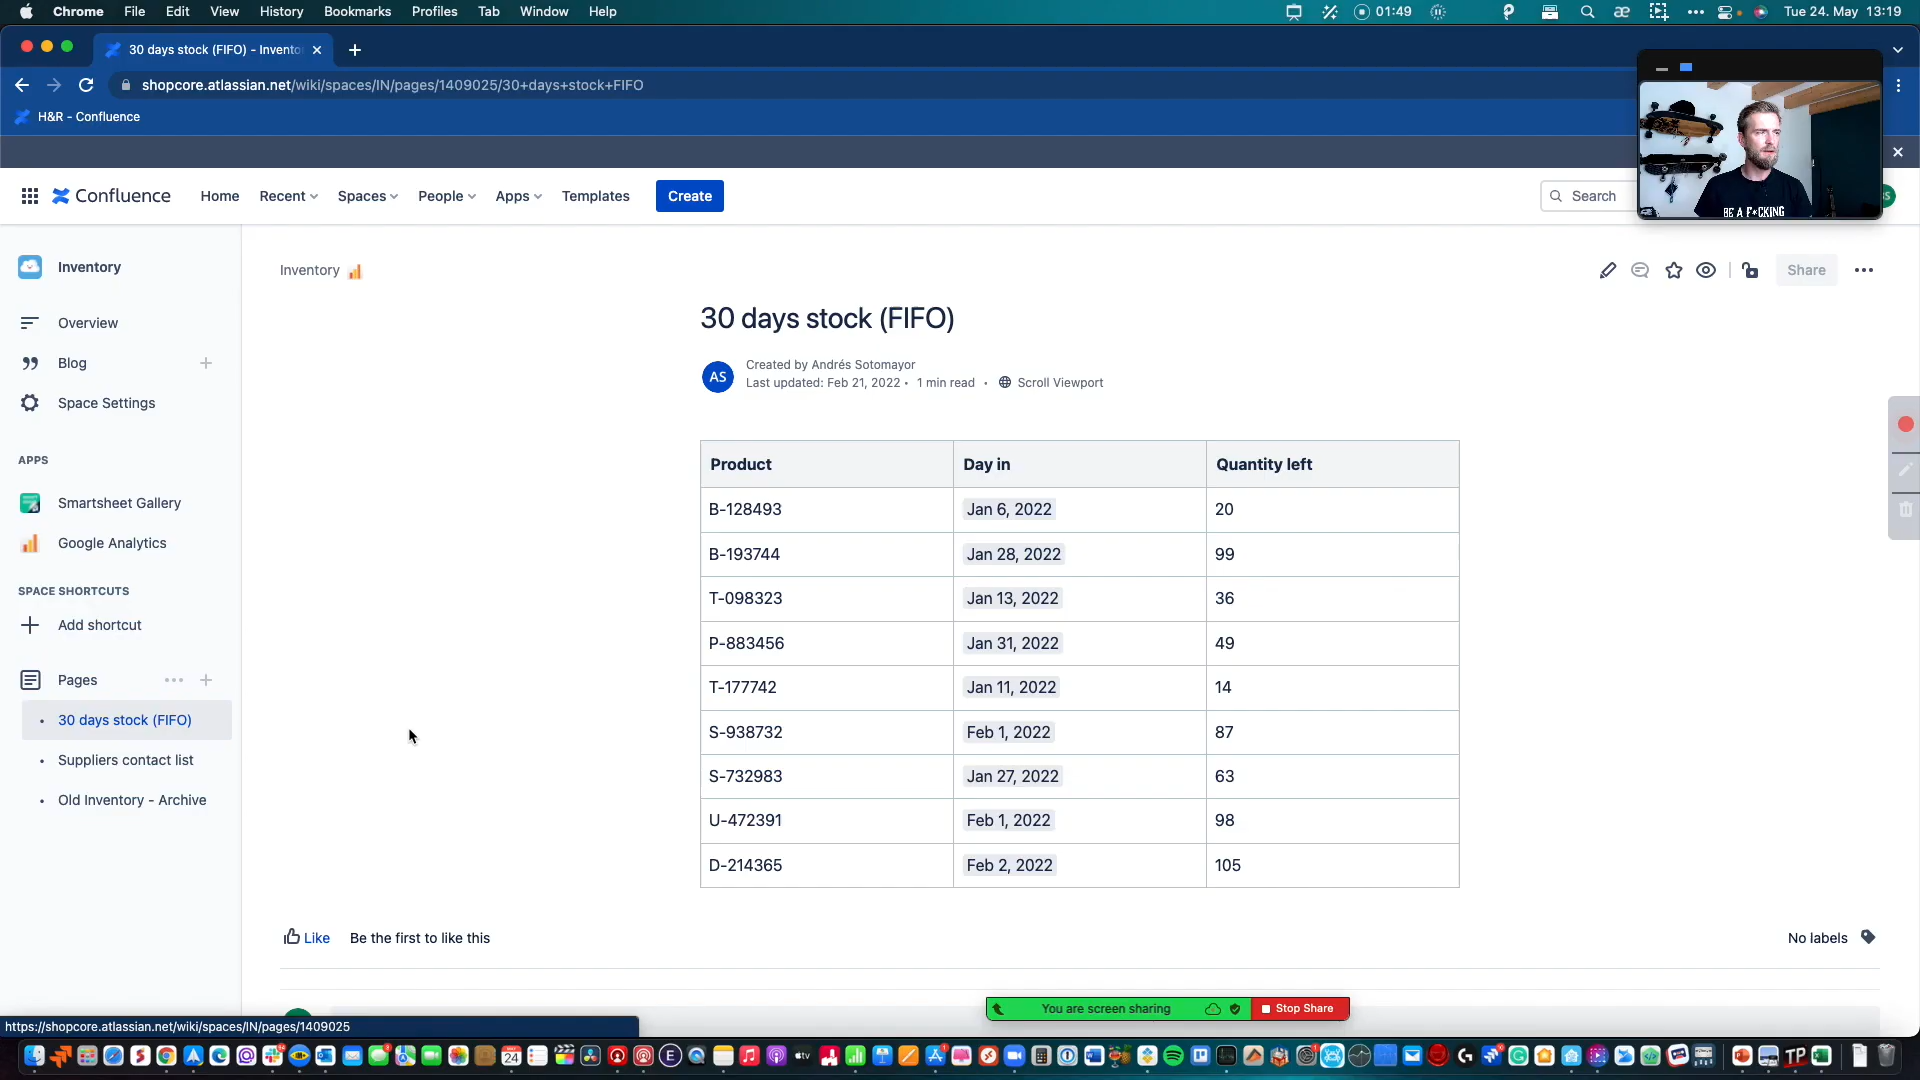 Chrome File Edit View History Bookmarks Profiles Tab Window Help 01:49 Tue 24. May 13:19
30 days stock (FIFO) - Invento
shopcore.atlassian.net/wiki/spaces/IN/pages/1409025/30+days+stock+FIFO
H&R - Confluence
Confluence Home Recent Spaces People Apps Templates Create Search
BE A F*CKING
Inventory
Overview
Blog
Space Settings
APPS
Smartsheet Gallery
Google Analytics
SPACE SHORTCUTS
Add shortcut
Pages
30 days stock (FIFO)
Suppliers contact list
Old Inventory - Archive
Inventory
Share
30 days stock (FIFO)
AS
Created by Andrés Sotomayor
Last updated: Feb 21, 2022 • 1 min read • Scroll Viewport
Product Day in Quantity left
B-128493 Jan 6, 2022 20
B-193744 Jan 28, 2022 99
T-098323 Jan 13, 2022 36
P-883456 Jan 31, 2022 49
T-177742 Jan 11, 2022 14
S-938732 Feb 1, 2022 87
S-732983 Jan 27, 2022 63
U-472391 Feb 1, 2022 98
D-214365 Feb 2, 2022 105
Like Be the first to like this No labels
You are screen sharing Stop Share
https://shopcore.atlassian.net/wiki/spaces/IN/pages/1409025